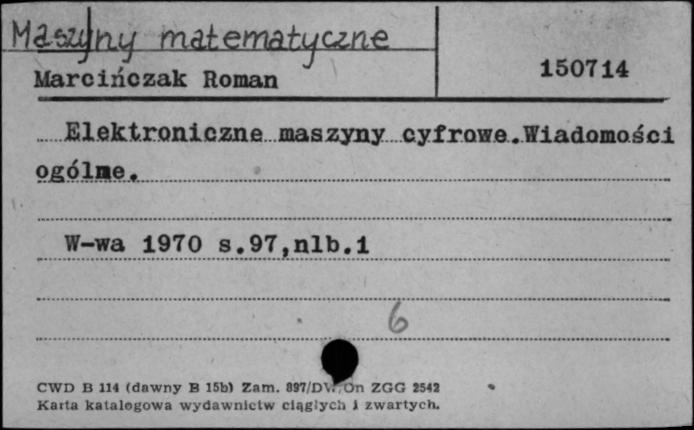 Maszyny matematyczne
Marcińczak Roman
150714
Elektroniczne maszyny cyfrowe.Wiadomości
ogólne.
W-wa 1970 s.97,nlb.1
6
CWD B 114 (dawny B 15b) Zam. 897/DW/On ZGG 2542
Karta katalogowa wydawnictw ciągłych i zwartych.